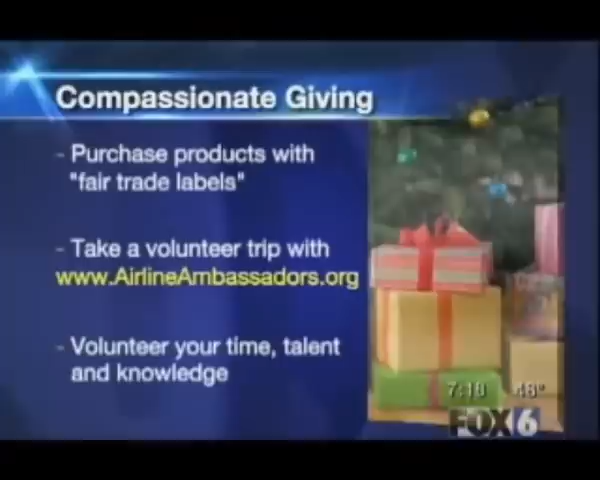 Compassionate Giving
- Purchase products with
"fair trade labels"
- Take a volunteer trip with
www.AirlineAmbassadors.org
- Volunteer your time, talent
and knowledge
7:18 48°
FOX6